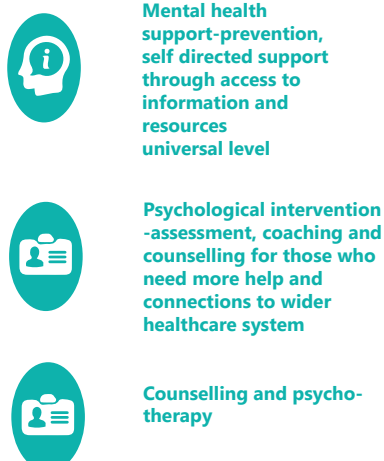 Mental health
support-prevention,
self directed support
through access to
information and
resources
universal level
Psychological intervention
-assessment, coaching and
counselling for those who
need more help and
connections to wider
healthcare system
Counselling and psycho-
therapy